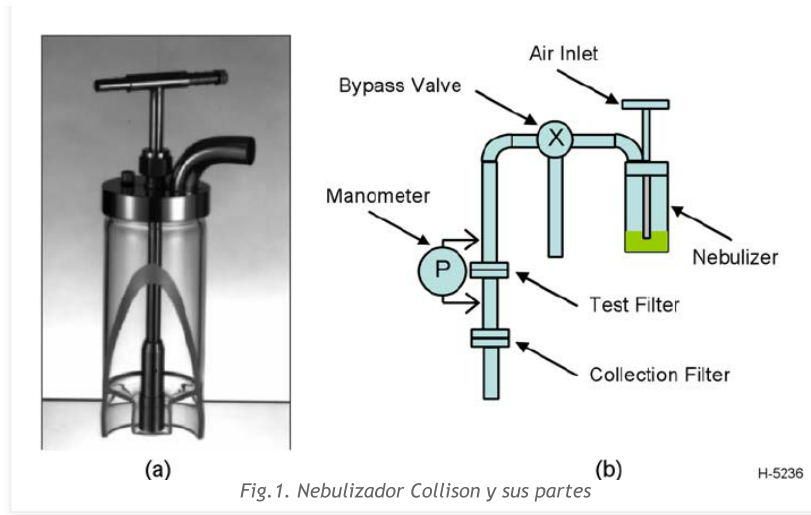 Air Inlet
Bypass Valve
X
Manometer
P
Nebulizer
Test Filter
Collection Filter
(a)
(b)
H-5236
Fig.1. Nebulizador Collison y sus partes